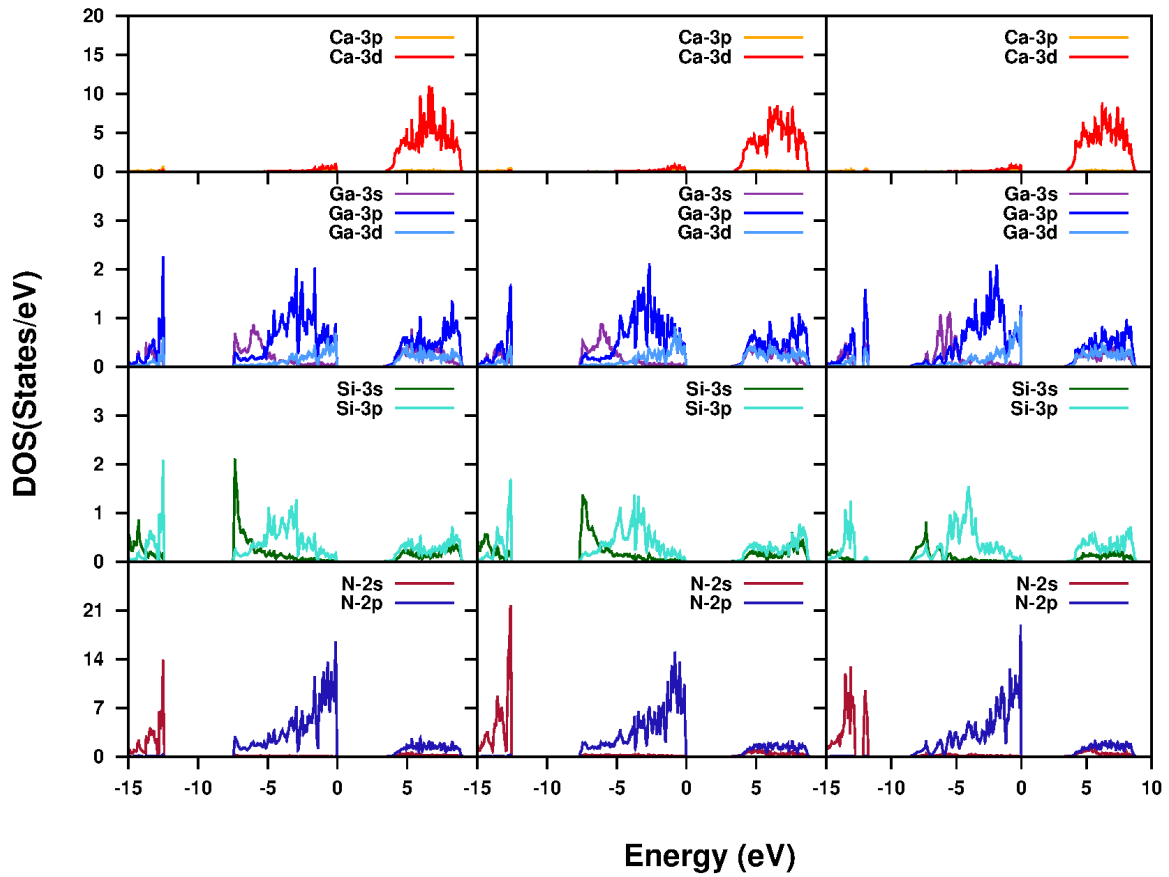 20
15
10
5
0
Ca-3p
Ca-3d
Ca-3p
Ca-3d
Ca-3p
Ca-3d
3
2
1
0
Ga-3s
Ga-3p
Ga-3d
Ga-3s
Ga-3p
Ga-3d
Ga-3s
Ga-3p
Ga-3d
3
2
1
0
Si-3s
Si-3p
Si-3s
Si-3p
Si-3s
Si-3p
21
14
7
0
N-2s
N-2p
N-2s
N-2p
N-2s
N-2p
-15 -10 -5 0 5 -15 -10 -5 0 5 -15 -10 -5 0 5 10
DOS(States/eV)
Energy (eV)